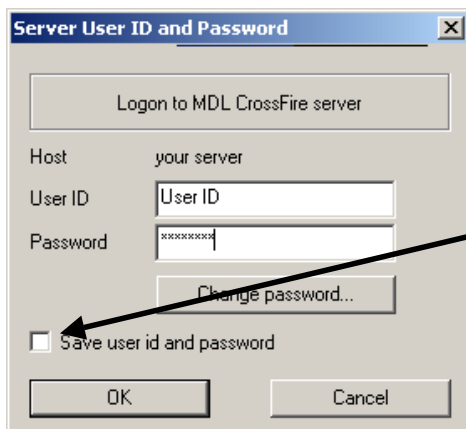 Server User ID and Password
Logon to MDL CrossFire server
Host your server
User ID User ID
Password ********
Change password...
Save user id and password
OK Cancel